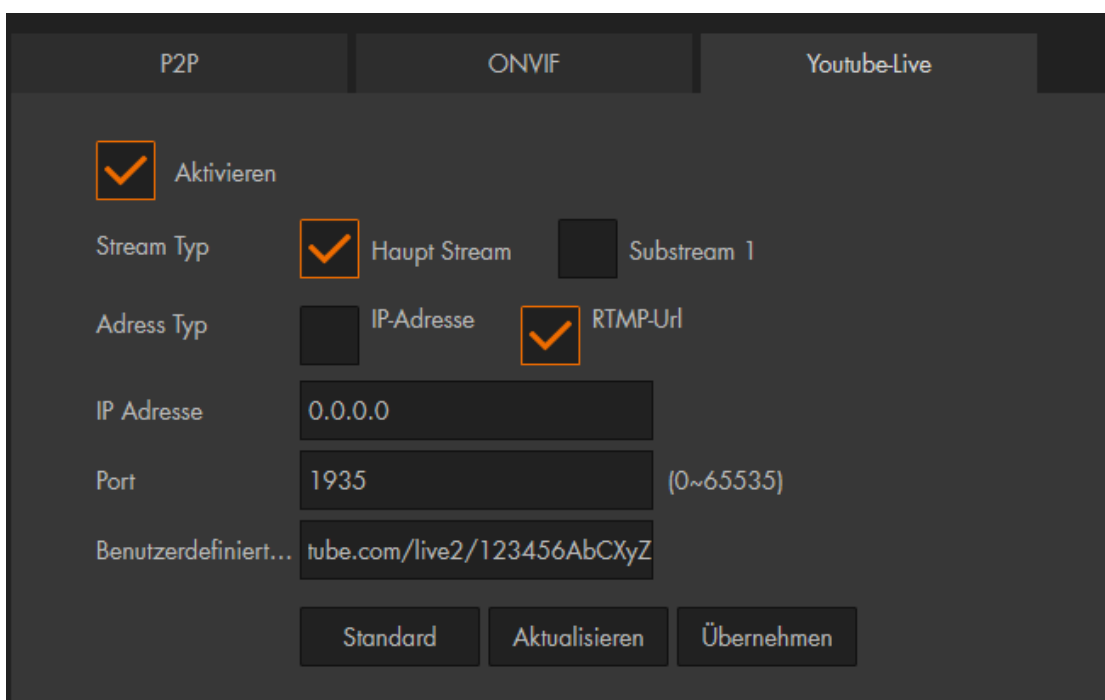 P2P ONVIF Youtube-Live
Aktivieren
Stream Typ Haupt Stream Substream 1
Adress Typ IP-Adresse RTMP-Url
IP Adresse 0.0.0.0
Port 1935 (0~65535)
Benutzerdefiniert... tube.com/live2/123456AbCXyZ
Standard Aktualisieren Übernehmen